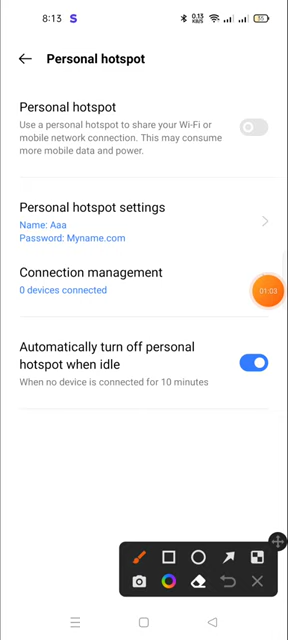 8:13 S 0.13 KB/S 55
Personal hotspot
Personal hotspot
Use a personal hotspot to share your Wi-Fi or
mobile network connection. This may consume
more mobile data and power.
Personal hotspot settings
Name: Aaa
Password: Myname.com
Connection management
0 devices connected
01:03
Automatically turn off personal
hotspot when idle
When no device is connected for 10 minutes